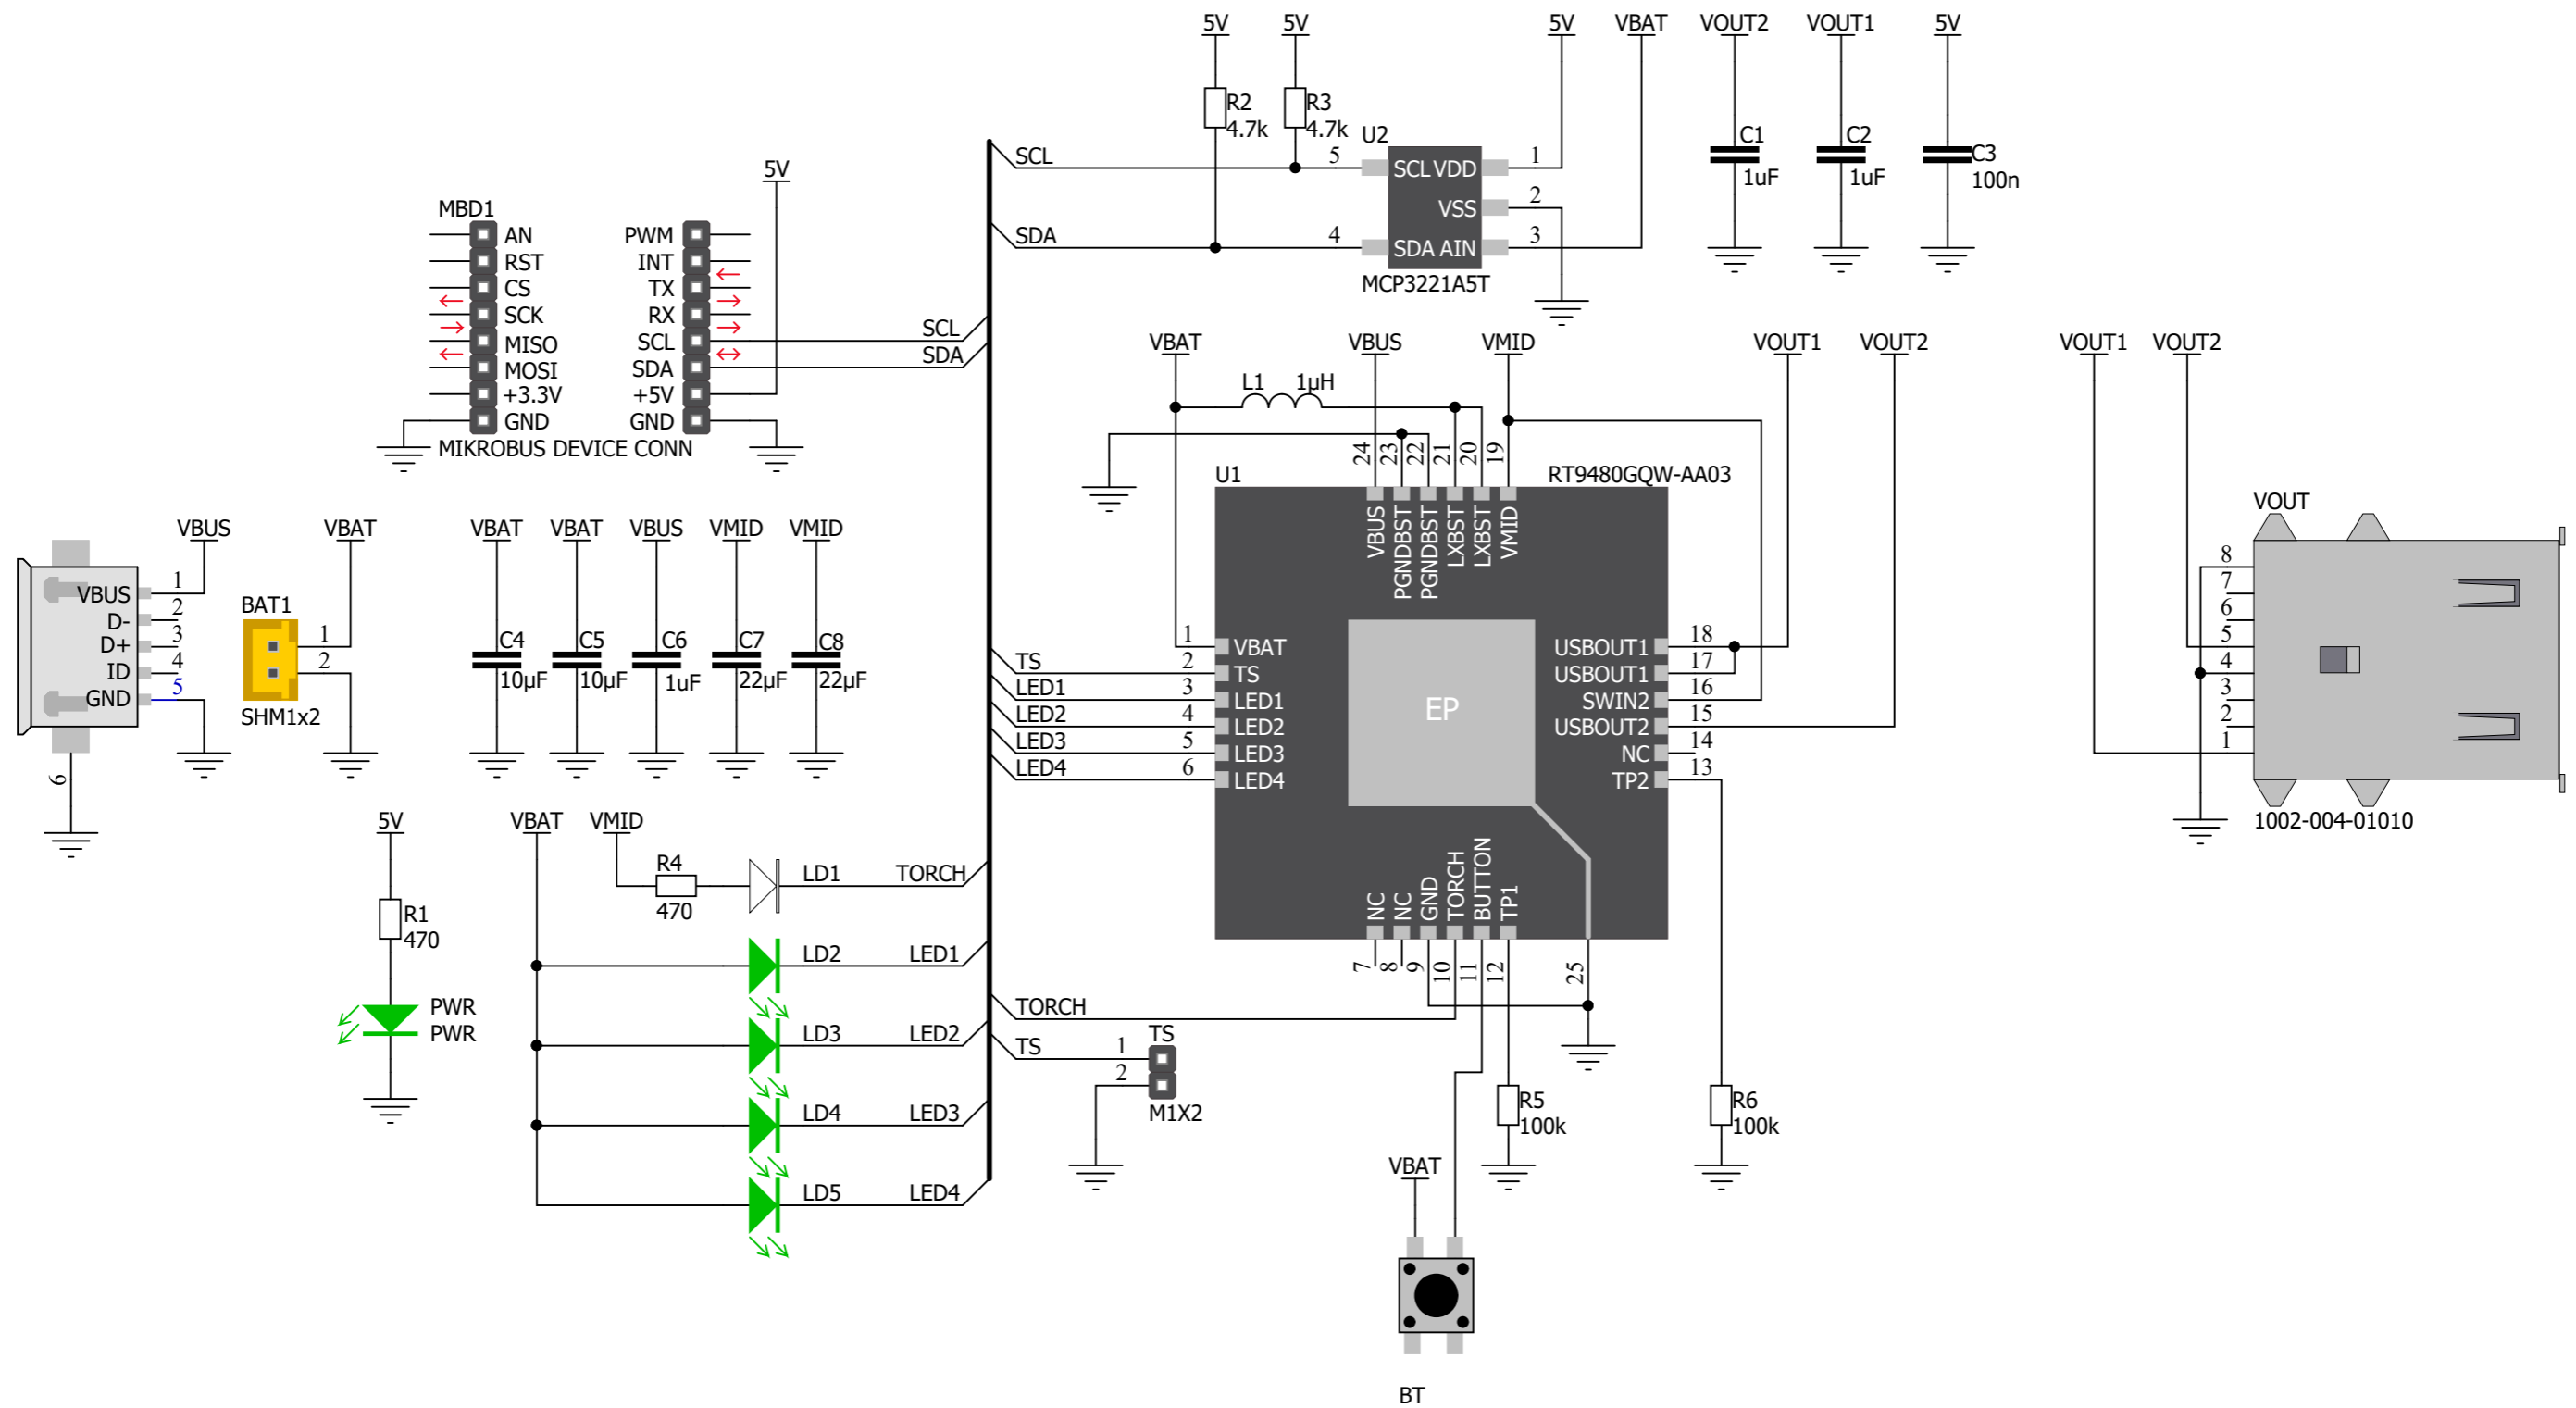 5V
5V
5V
VBAT
VOUT2
VOUT1
5V
R2
4.7k
R3
4.7k
U2
SCL
5
SCL VDD
1
VSS
2
SDA
4
SDA AIN
3
MCP3221A5T
C1
1uF
C2
1uF
C3
100n
5V
MBD1
AN
RST
CS
SCK
MISO
MOSI
+3.3V
GND
PWM
INT
TX
RX
SCL
SDA
+5V
GND
SCL
SDA
MIKROBUS DEVICE CONN
VBAT
VBUS
VMID
VOUT1
VOUT2
VOUT1
VOUT2
L1
1µH
24
23
22
21
20
19
U1
RT9480GQW-AA03
VBUS
PGNDBST
PGNDBST
LXBST
LXBST
VMID
VBUS
VBAT
VBAT
VBAT
VBUS
VMID
VMID
VBUS
D-
D+
ID
GND
1
2
3
4
5
6
BAT1
1
2
SHM1x2
C4
10µF
C5
10µF
C6
1uF
C7
22µF
C8
22µF
TS
LED1
LED2
LED3
LED4
1
2
3
4
5
6
VBAT
TS
LED1
LED2
LED3
LED4
EP
USBOUT1
USBOUT1
SWIN2
USBOUT2
NC
TP2
18
17
16
15
14
13
VOUT
8
7
6
5
4
3
2
1
1002-004-01010
NC
NC
GND
TORCH
BUTTON
TP1
7
8
9
10
11
12
25
5V
VBAT
VMID
R1
470
PWR
PWR
R4
470
LD1
TORCH
LD2
LED1
LD3
LED2
LD4
LED3
LD5
LED4
TORCH
TS
TS
1
2
M1X2
R5
100k
R6
100k
VBAT
BT